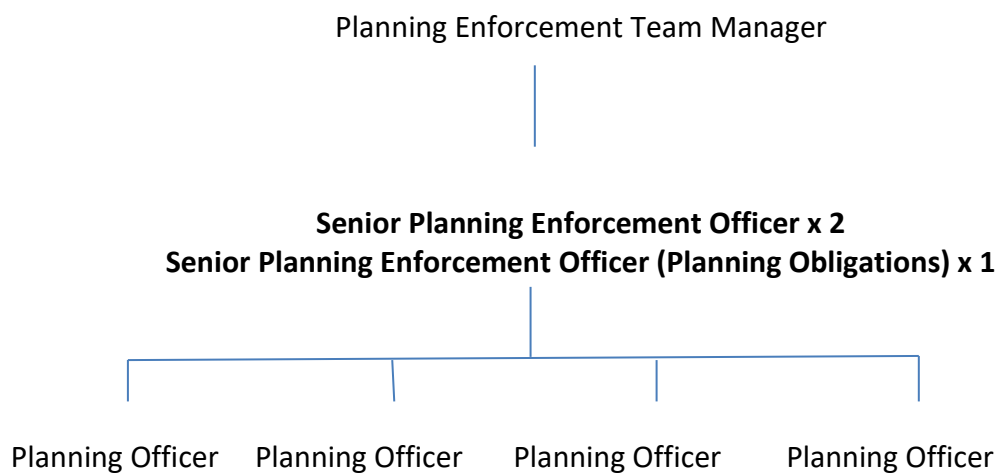 Planning Enforcement Team Manager
Senior Planning Enforcement Officer x 2
Senior Planning Enforcement Officer (Planning Obligations) x 1
Planning Officer Planning Officer Planning Officer Planning Officer